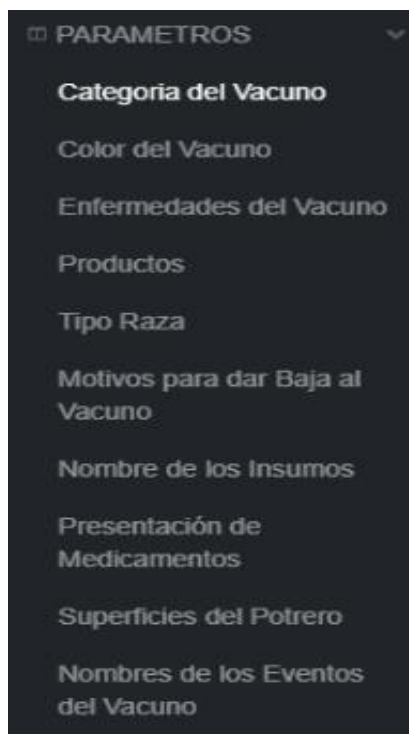 PARAMETROS
Categoria del Vacuno
Color del Vacuno
Enfermedades del Vacuno
Productos
Tipo Raza
Motivos para dar Baja al
Vacuno
Nombre de los Insumos
Presentación de
Medicamentos
Superficies del Potrero
Nombres de los Eventos
del Vacuno